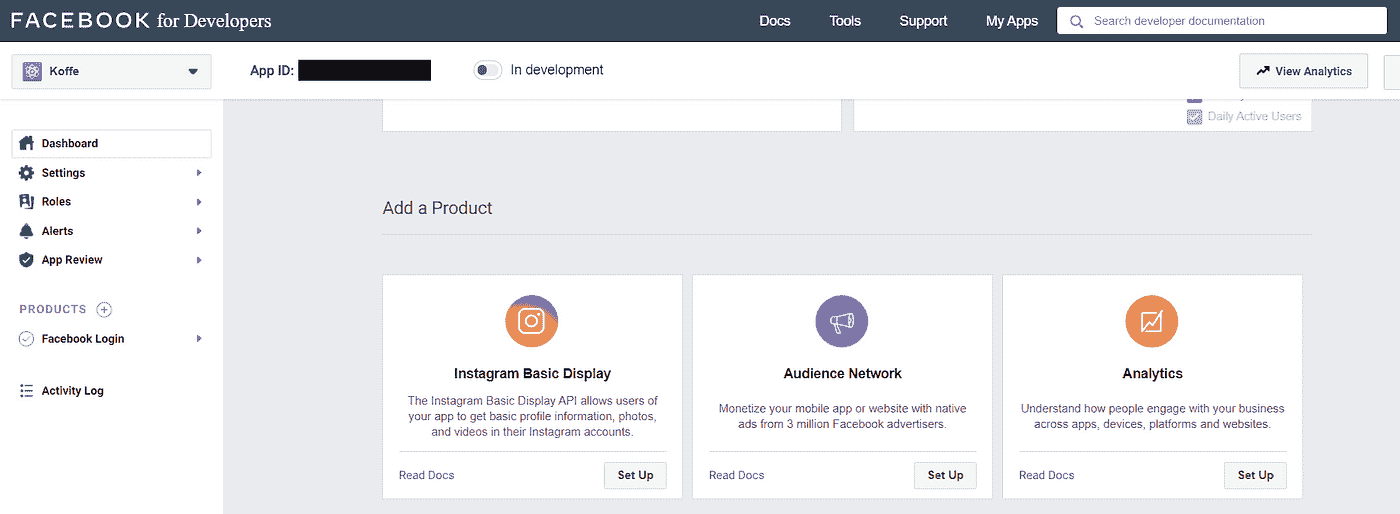 FACEBOOK for Developers
Docs
Tools
Support
My Apps
Search developer documentation
Koffe
App ID:
In development
View Analytics
Daily Active Users
Dashboard
Settings
Roles
Alerts
App Review
PRODUCTS
Facebook Login
Activity Log
Add a Product
Instagram Basic Display
The Instagram Basic Display API allows users of
your app to get basic profile information, photos,
and videos in their Instagram accounts.
Read Docs
Set Up
Audience Network
Monetize your mobile app or website with native
ads from 3 million Facebook advertisers.
Read Docs
Set Up
Analytics
Understand how people engage with your business
across apps, devices, platforms and websites.
Read Docs
Set Up